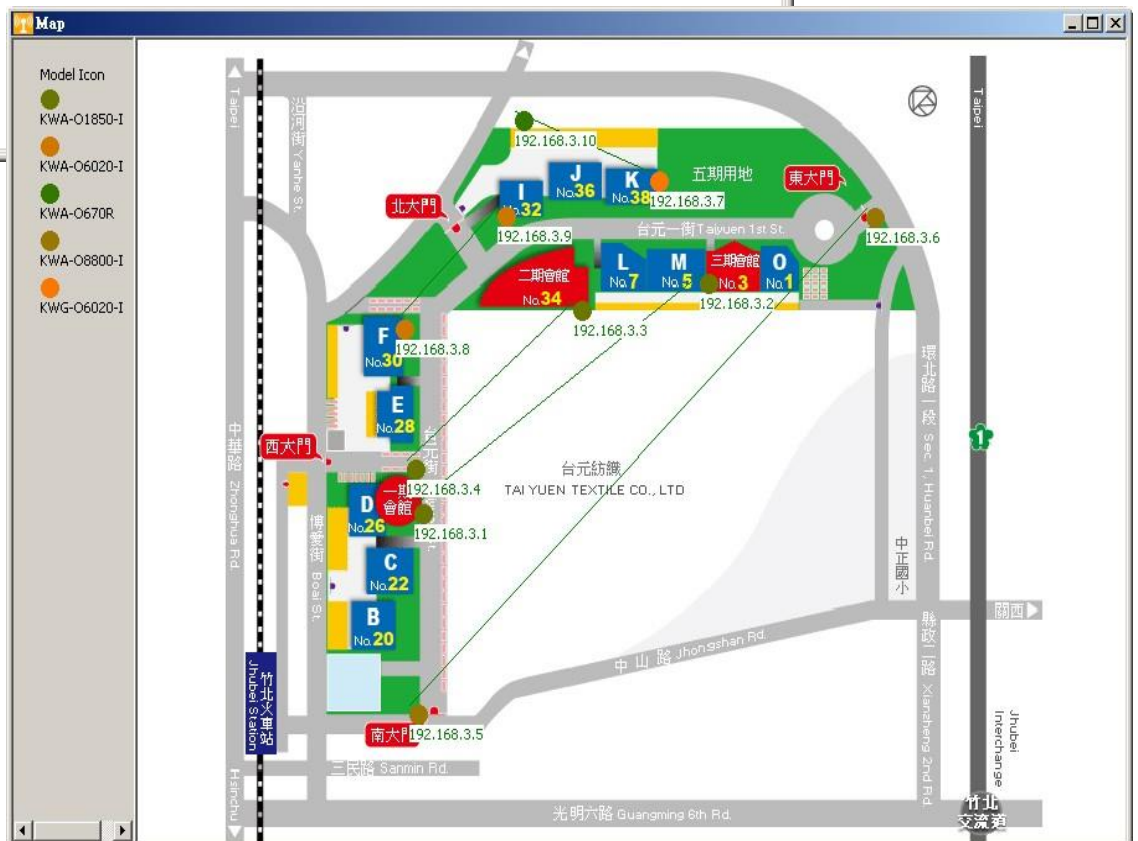 Map
Model Icon
KWA-O1850-I
KWA-O6020-I
KWA-O670R
KWA-O8800-I
KWG-O6020-I
Taipei
沿河街 Yanhe St.
192.168.3.10
J
No.36
K
No.38
I
No.32
192.168.3.7
五期用地
東大門
Taipei
北大門
192.168.3.9
台元一街Taiyuen 1st St.
192.168.3.6
二期會館
No.34
L
No.7
M
No.5
三期會館
No.3
O
No.1
192.168.3.2
192.168.3.3
F
No.30
192.168.3.8
E
No.28
環北路一段 Sec. 1, Huanbei Rd.
中華路 Zhonghua Rd.
西大門
台元街
1
台元紡織
TAI YUEN TEXTILE CO., LTD
192.168.3.4
一期
會館
D
No.26
192.168.3.1
St.
博愛街 Boai St.
C
No.22
中正國小
B
No.20
關西
中山路 Jhongshan Rd.
縣政二路 Xianzheng 2nd Rd.
竹北火車站
Jhubei Station
南大門
192.168.3.5
Jhubei
Interchange
三民路 Sanmin Rd.
Hsinchu
光明六路 Guangming 6th Rd.
竹北
交流道